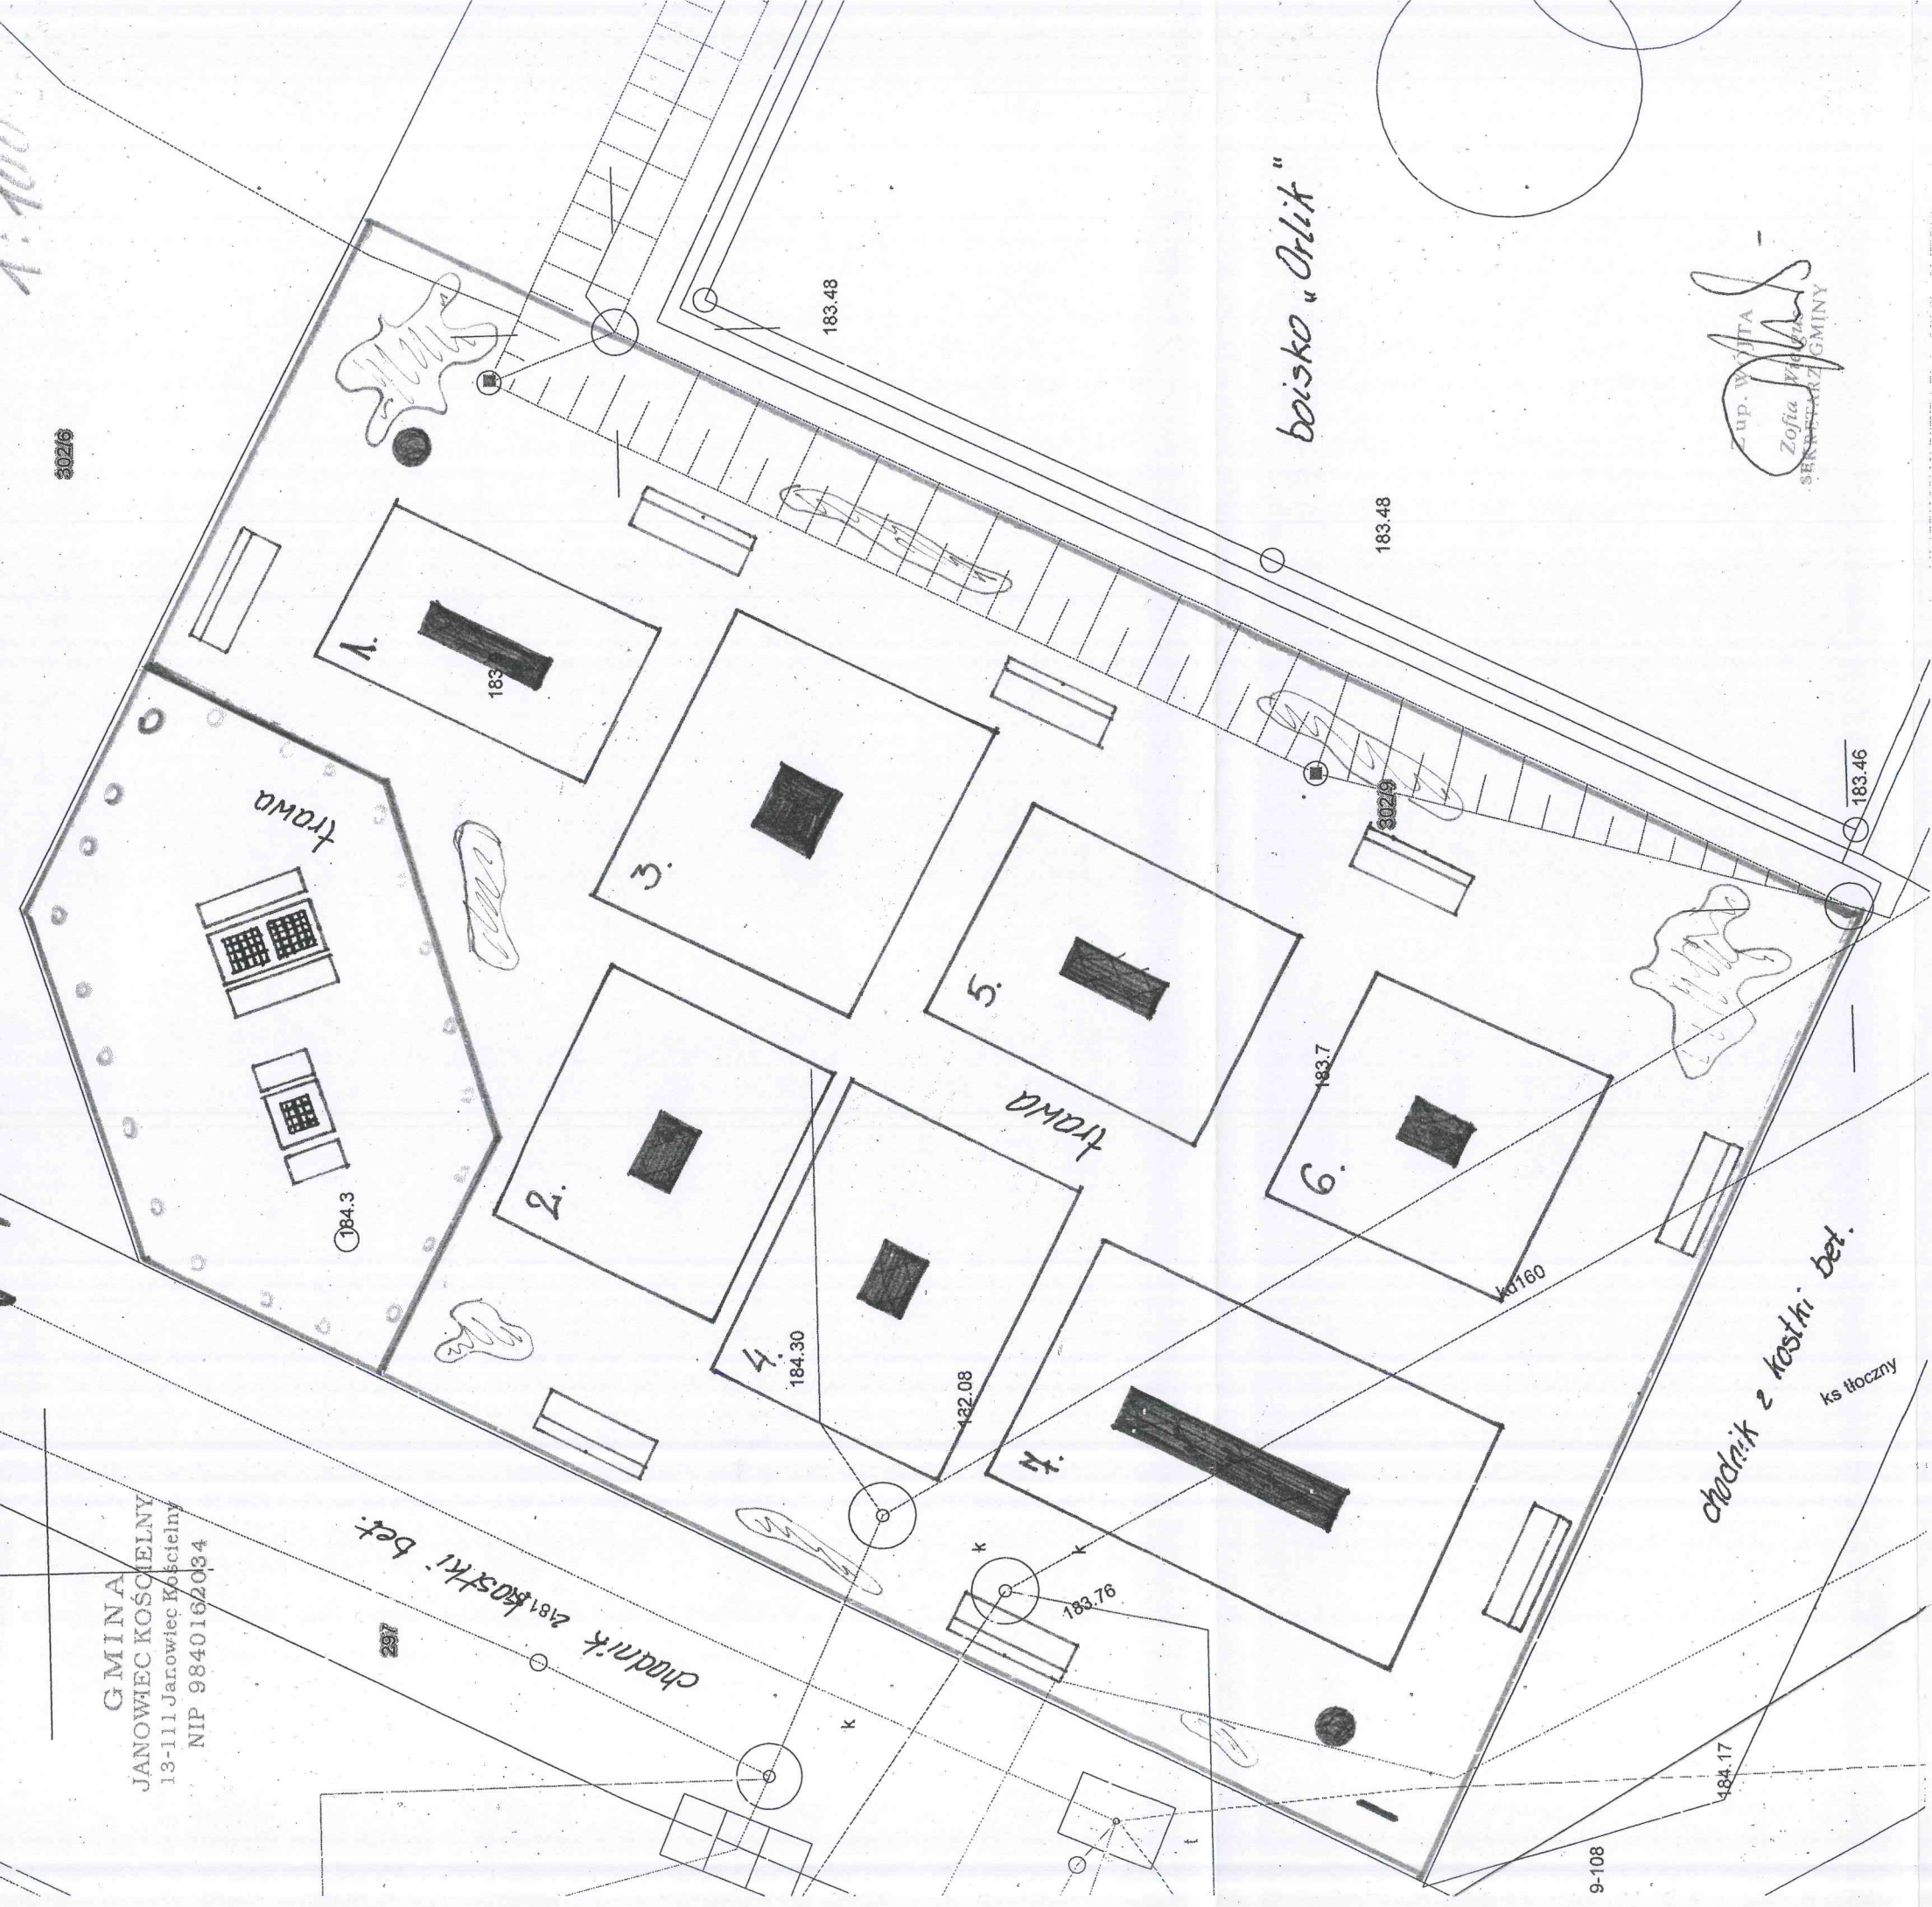 1:100
302/6
183.48
boisko „Orlik"
Z up. WÓJTA
Zofia
SEKRETARZ GMINY
183.48
1.
trawa
3.
302/9
183.46
5.
184.3
2.
trawa
183.7
6.
4.
184.30
182.08
kd160
7.
chodnik z kostki bet.
ks tłoczny
GMINA
JANOWIEC KOŚCIELNY
13-111 Janowiec Kościelny
NIP 9840162034
297
chodnik z kostki bet.
k
k
183.76
k
t
184.17
9-108